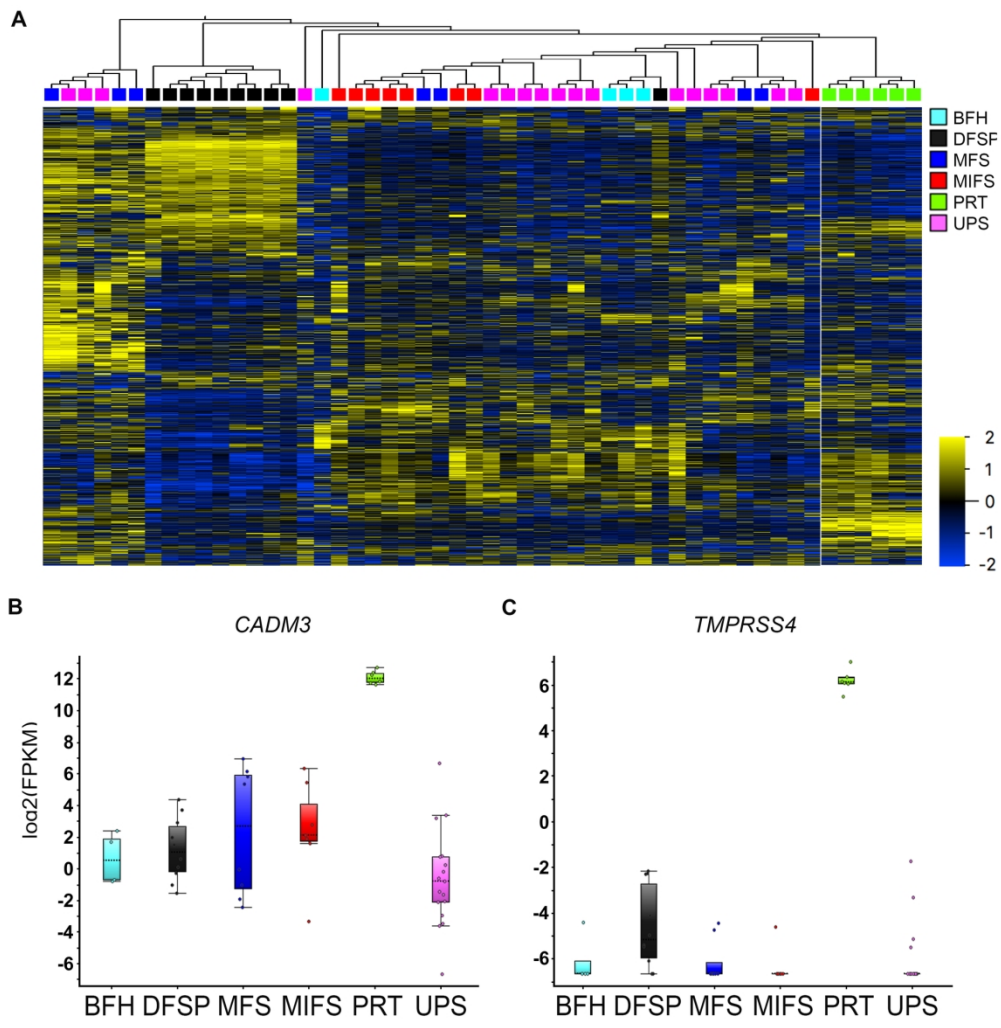 A
BFH
DFSP
MFS
MIFS
PRT
UPS
2
1
0
-1
-2
B
CADM3
log2(FPKM)
12
10
8
6
4
2
0
-2
-4
-6
BFH DFSP MFS MIFS PRT UPS
C
TMPRSS4
6
4
2
0
-2
-4
-6
BFH DFSP MFS MIFS PRT UPS